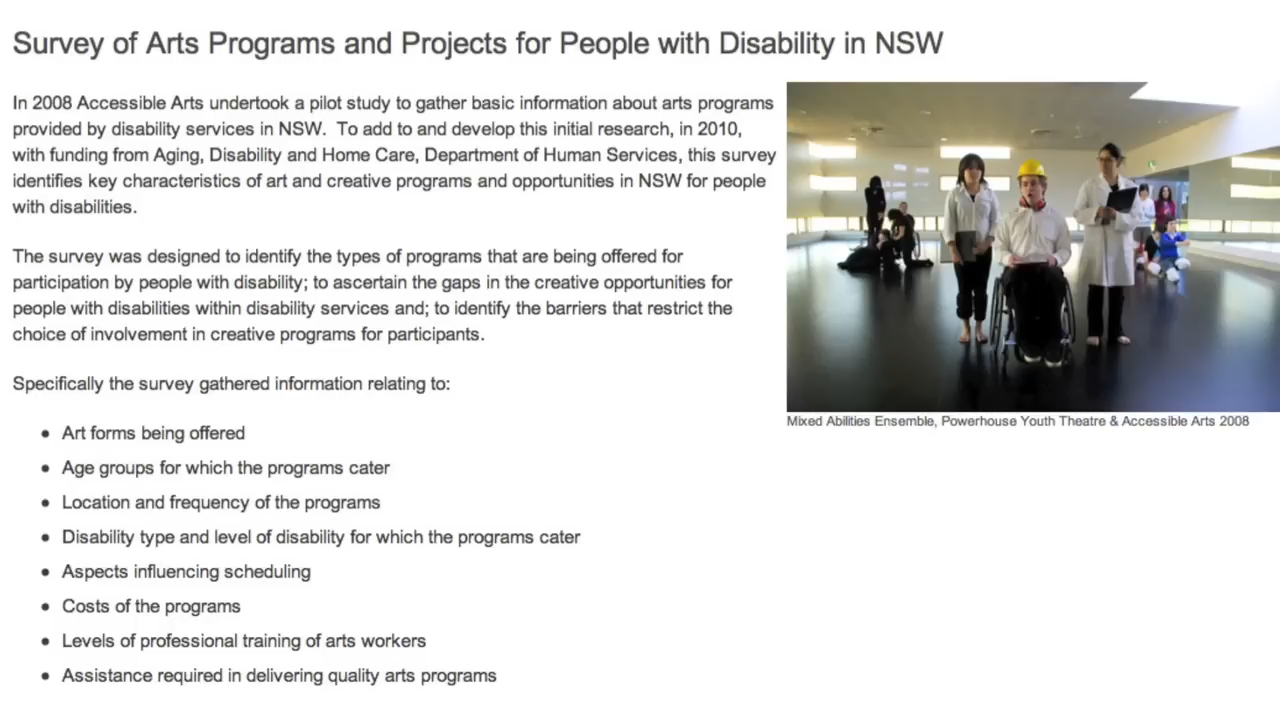 Survey of Arts Programs and Projects for People with Disability in NSW
In 2008 Accessible Arts undertook a pilot study to gather basic information about arts programs
provided by disability services in NSW.  To add to and develop this initial research, in 2010,
with funding from Aging, Disability and Home Care, Department of Human Services, this survey
identifies key characteristics of art and creative programs and opportunities in NSW for people
with disabilities.
The survey was designed to identify the types of programs that are being offered for
participation by people with disability; to ascertain the gaps in the creative opportunities for
people with disabilities within disability services and; to identify the barriers that restrict the
choice of involvement in creative programs for participants.
Specifically the survey gathered information relating to:
• Art forms being offered
• Age groups for which the programs cater
• Location and frequency of the programs
• Disability type and level of disability for which the programs cater
• Aspects influencing scheduling
• Costs of the programs
• Levels of professional training of arts workers
• Assistance required in delivering quality arts programs
Mixed Abilities Ensemble, Powerhouse Youth Theatre & Accessible Arts 2008